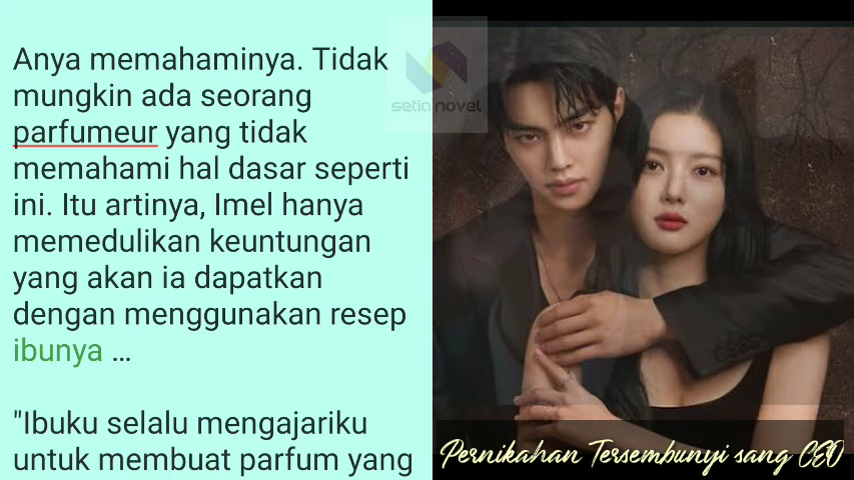 Anya memahaminya. Tidak
mungkin ada seorang
parfumeur yang tidak
memahami hal dasar seperti
ini. Itu artinya, Imel hanya
memedulikan keuntungan
yang akan ia dapatkan
dengan menggunakan resep
ibunya ...
"Ibuku selalu mengajariku
untuk membuat parfum yang
setia novel
Pernikahan Tersembunyi sang CEO